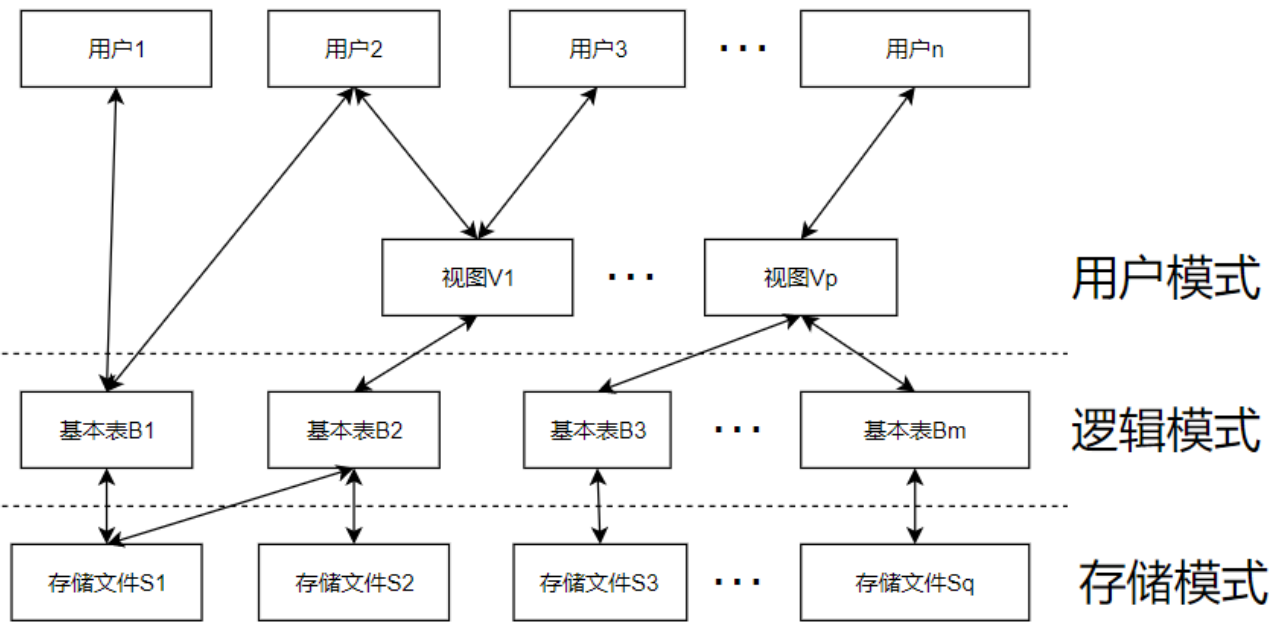 用户1
用户2
用户3
...
用户n
视图V1
...
视图Vp
用户模式
基本表B1
基本表B2
基本表B3
...
基本表Bm
逻辑模式
存储文件S1
存储文件S2
存储文件S3
...
存储文件Sq
存储模式